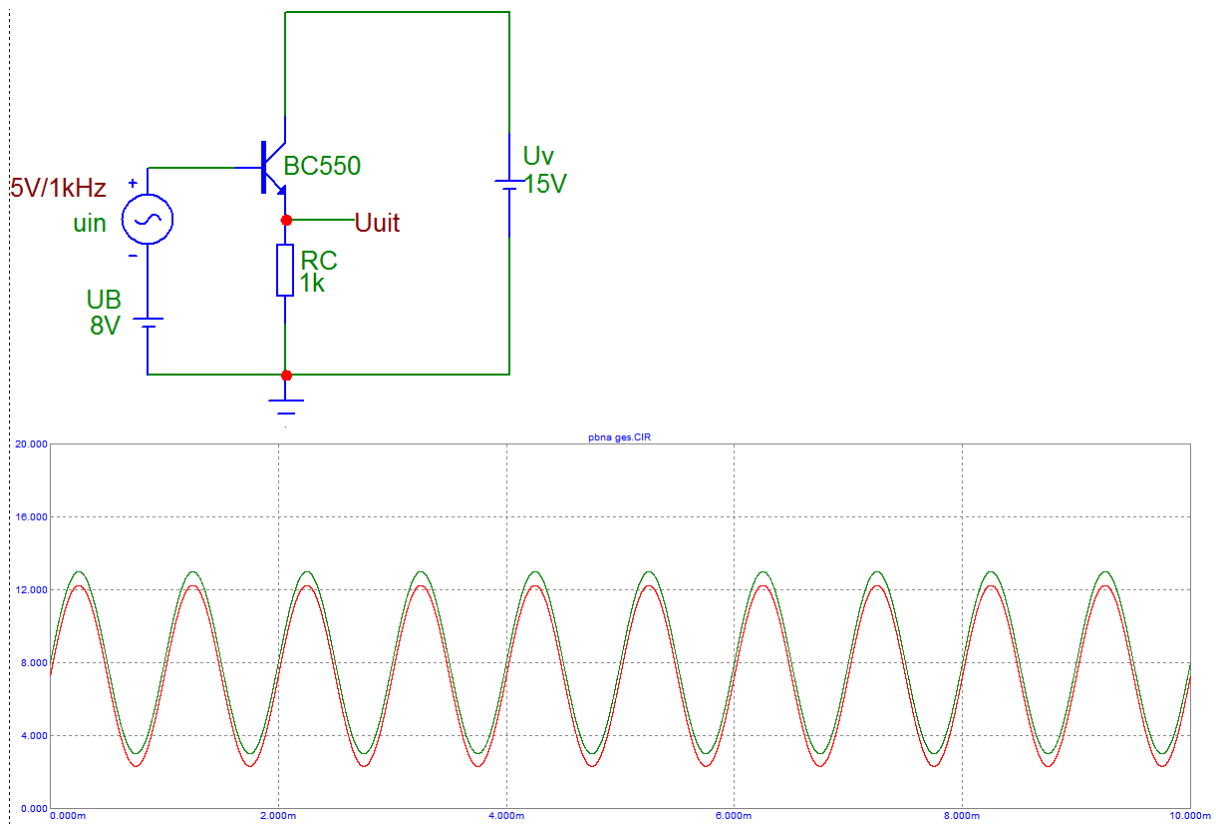 BC550
Uv
15V
5V/1kHz
uin
+
-
Uuit
RC
1k
UB
8V
pbna ges.CIR
20.000
16.000
12.000
8.000
4.000
0.000
0.000m
2.000m
4.000m
6.000m
8.000m
10.000m